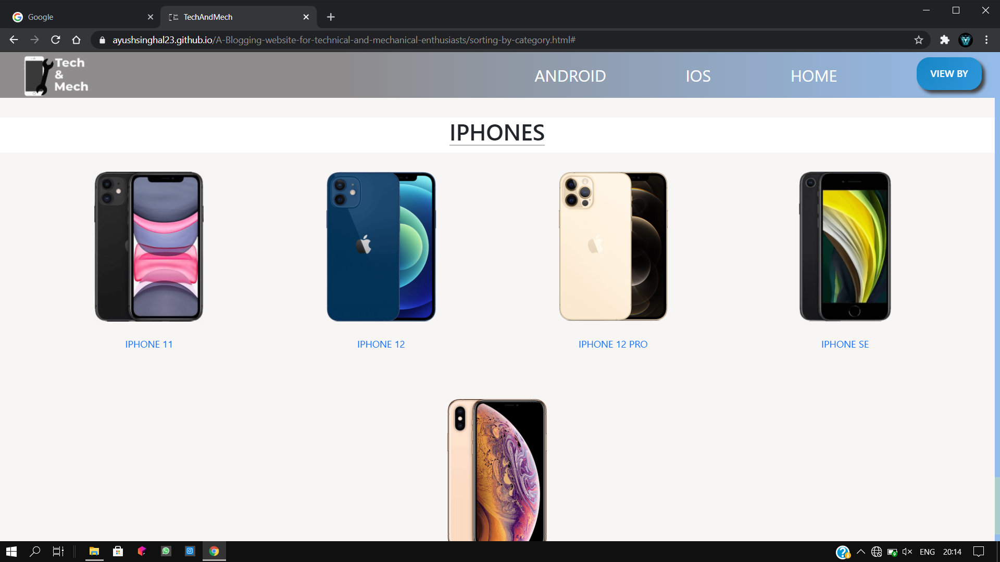 Google
TechAndMech
ayushsinghal23.github.io/A-Blogging-website-for-technical-and-mechanical-enthusiasts/sorting-by-category.html#
Tech
&
Mech
ANDROID
IOS
HOME
VIEW BY
IPHONES
IPHONE 11
IPHONE 12
IPHONE 12 PRO
IPHONE SE
ENG
20:14